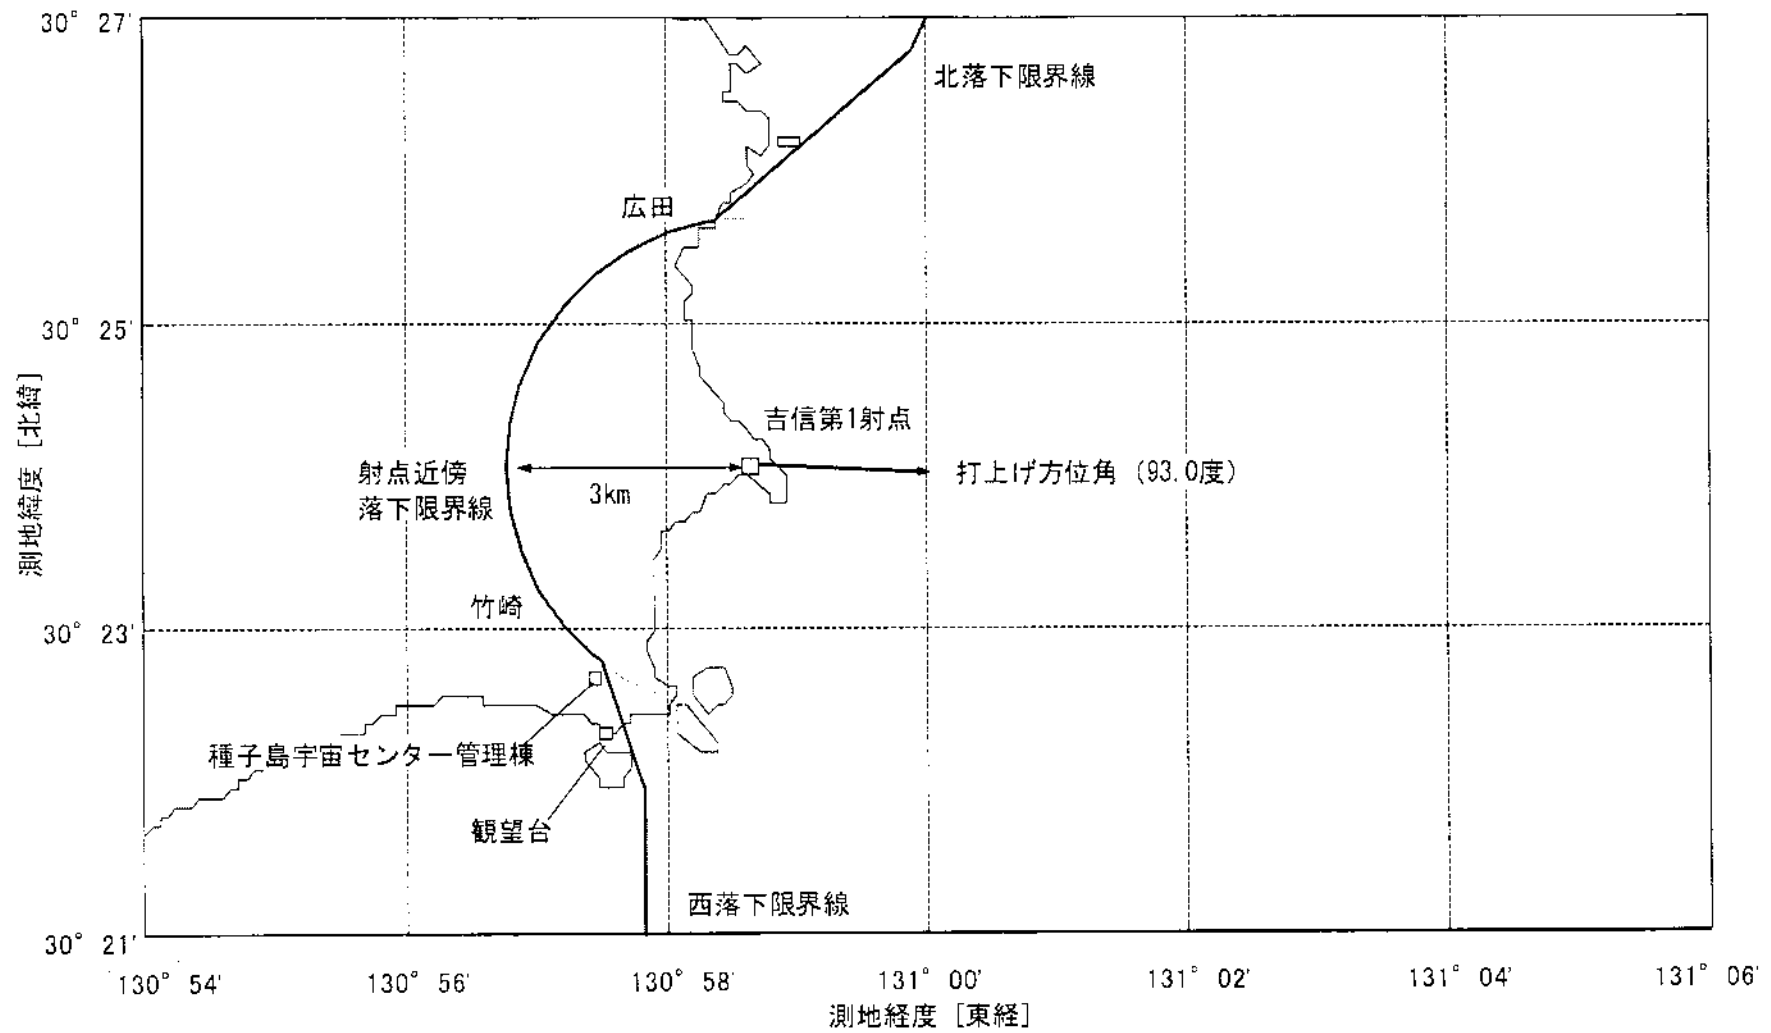 30° 27'
北落下限界線
広田
30° 25'
吉信第1射点
射点近傍
落下限界線
3km
打上げ方位角 (93.0度)
測地緯度 [北緯]
竹崎
30° 23'
種子島宇宙センター管理棟
観望台
西落下限界線
30° 21'
130° 54'
130° 56'
130° 58'
131° 00'
131° 02'
131° 04'
131° 06'
測地経度 [東経]